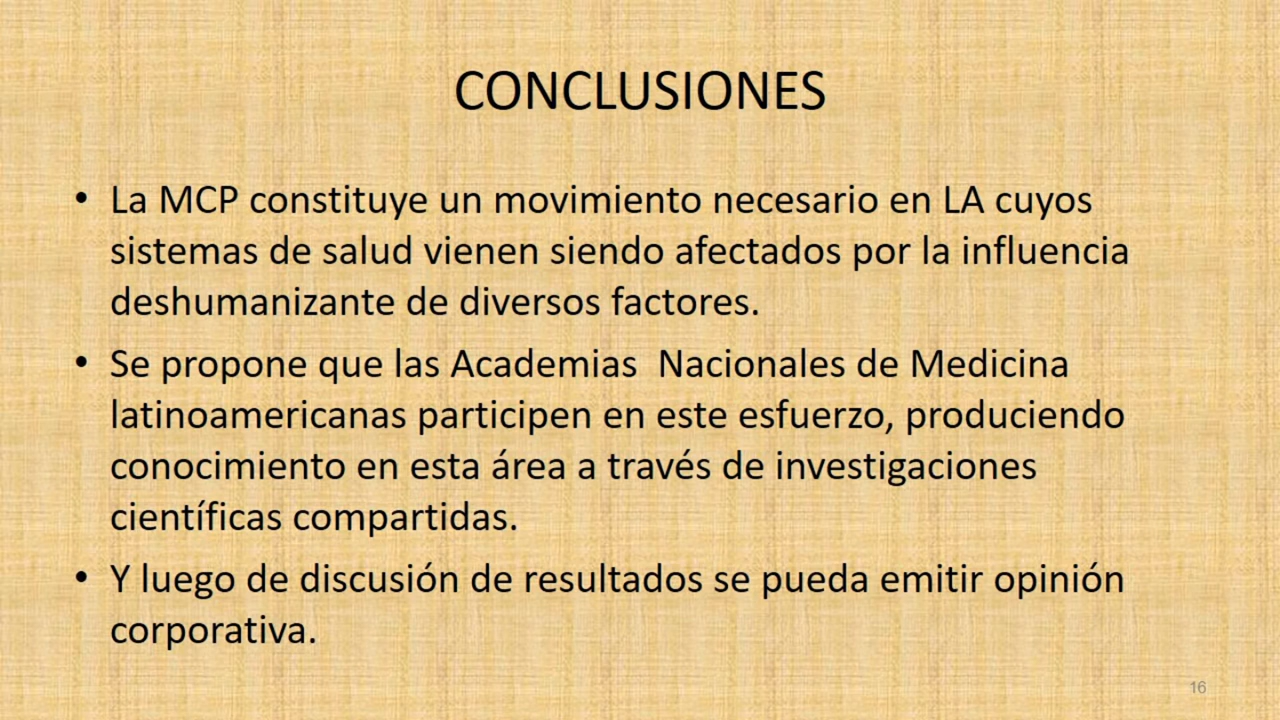 CONCLUSIONES
• La MCP constituye un movimiento necesario en LA cuyos
sistemas de salud vienen siendo afectados por la influencia
deshumanizante de diversos factores.
• Se propone que las Academias  Nacionales de Medicina
latinoamericanas participen en este esfuerzo, produciendo
conocimiento en esta área a través de investigaciones
científicas compartidas.
• Y luego de discusión de resultados se pueda emitir opinión
corporativa.
16